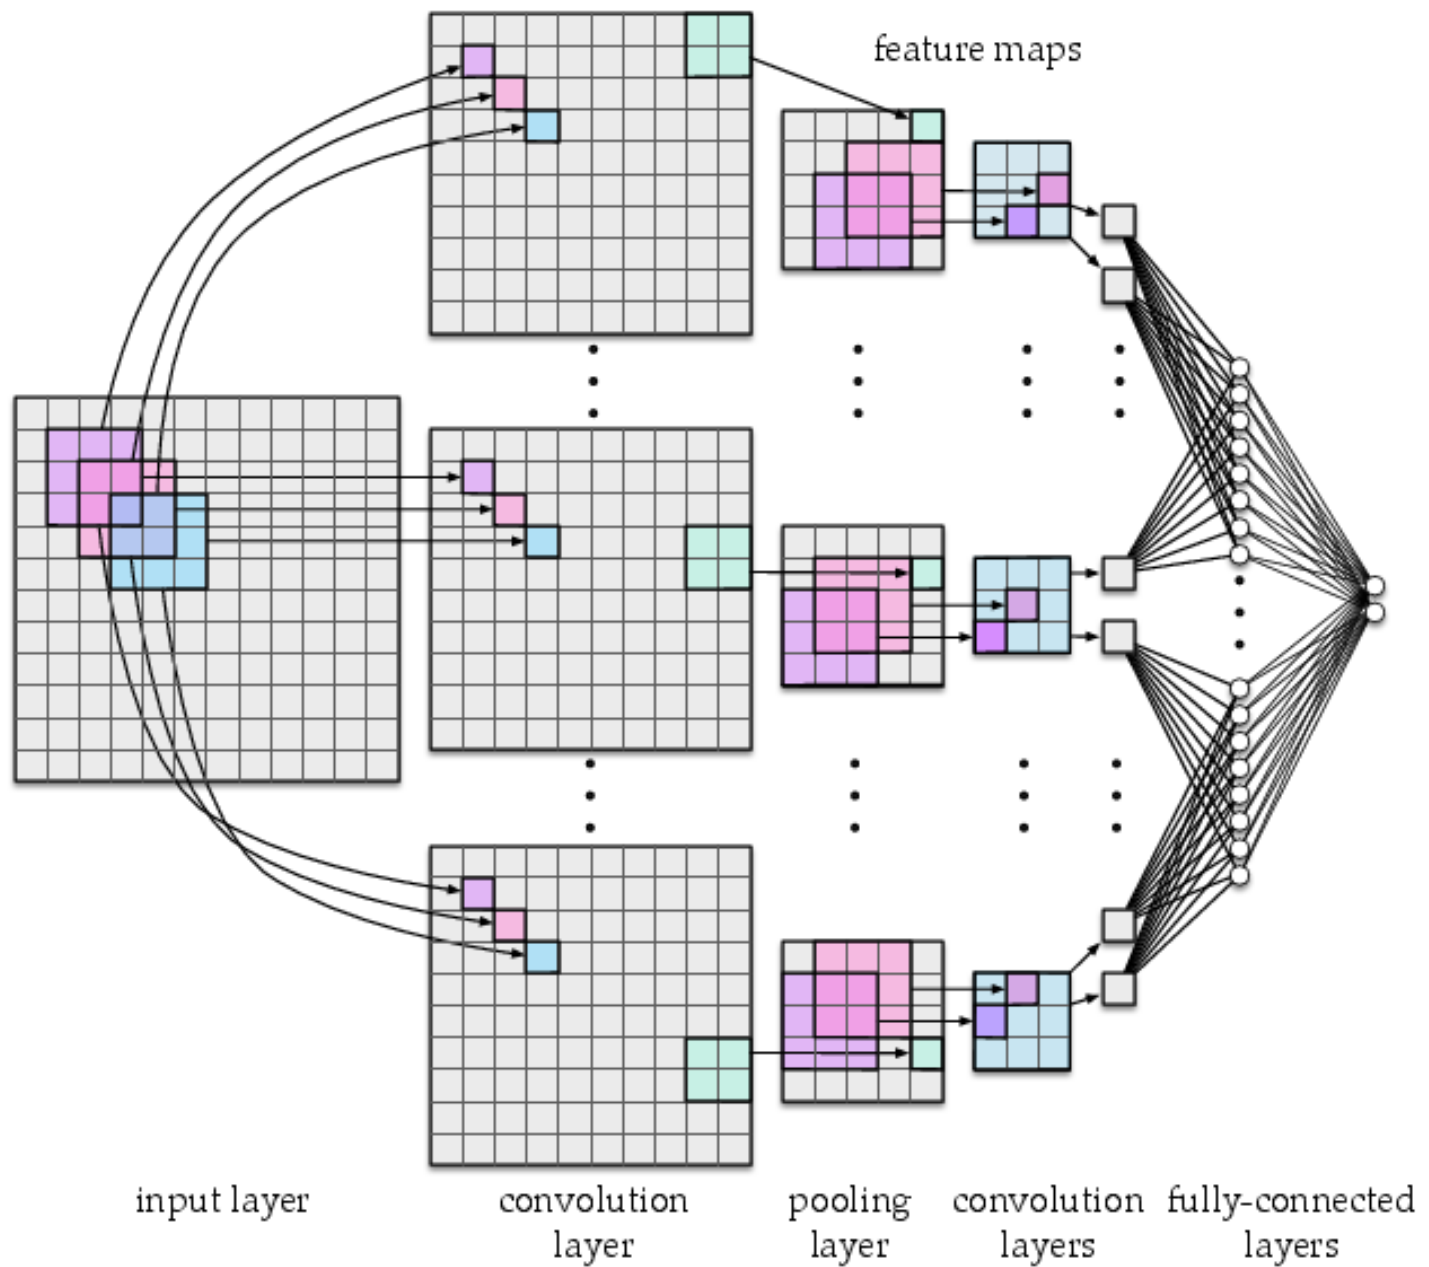 feature maps
input layer
convolution
layer
pooling
layer
convolution
layers
fully-connected
layers